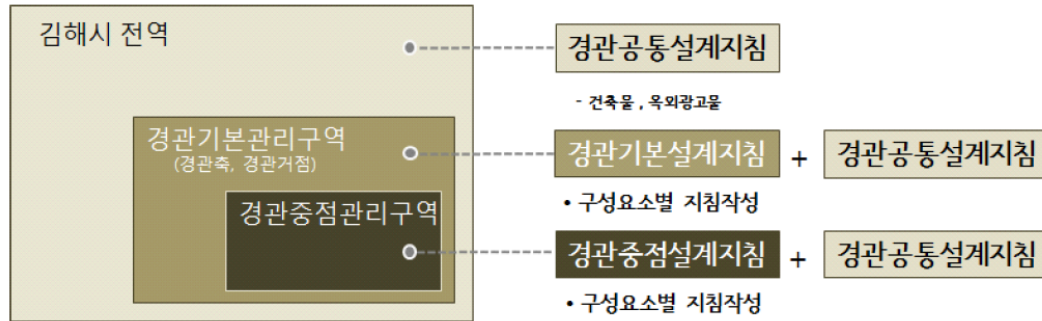 김해시 전역
경관공통설계지침
- 건축물 , 옥외광고물
경관기본관리구역
(경관축, 경관거점)
경관기본설계지침 + 경관공통설계지침
• 구성요소별 지침작성
경관중점관리구역
경관중점설계지침 + 경관공통설계지침
• 구성요소별 지침작성